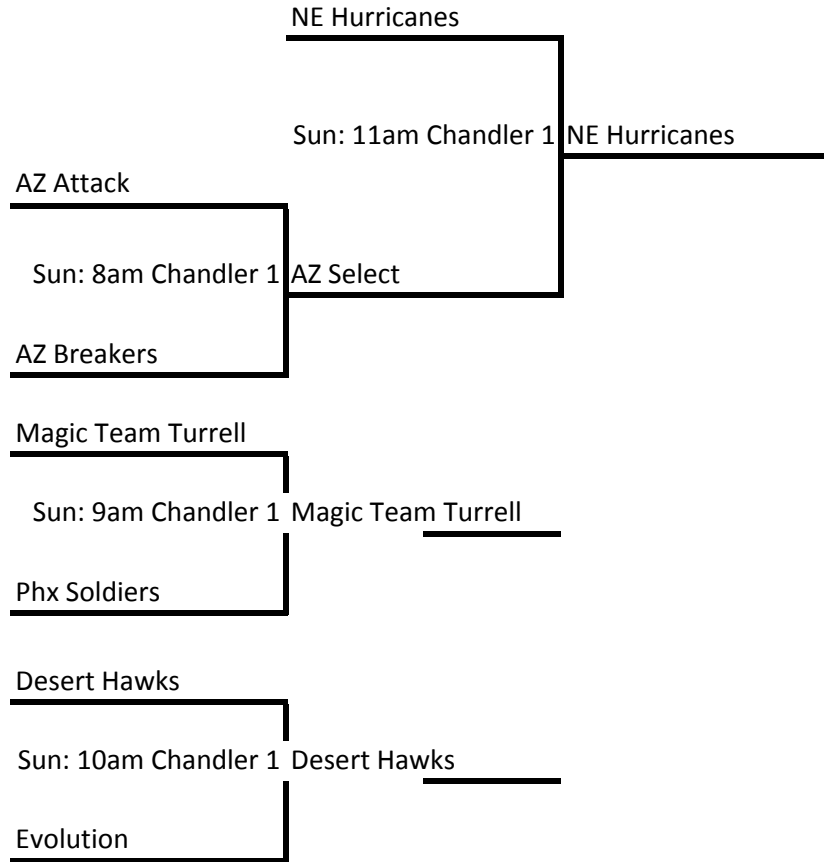 NE Hurricanes
Sun: 11am Chandler 1 NE Hurricanes
AZ Attack
Sun: 8am Chandler 1 AZ Select
AZ Breakers
Magic Team Turrell
Sun: 9am Chandler 1 Magic Team Turrell
Phx Soldiers
Desert Hawks
Sun: 10am Chandler 1 Desert Hawks
Evolution